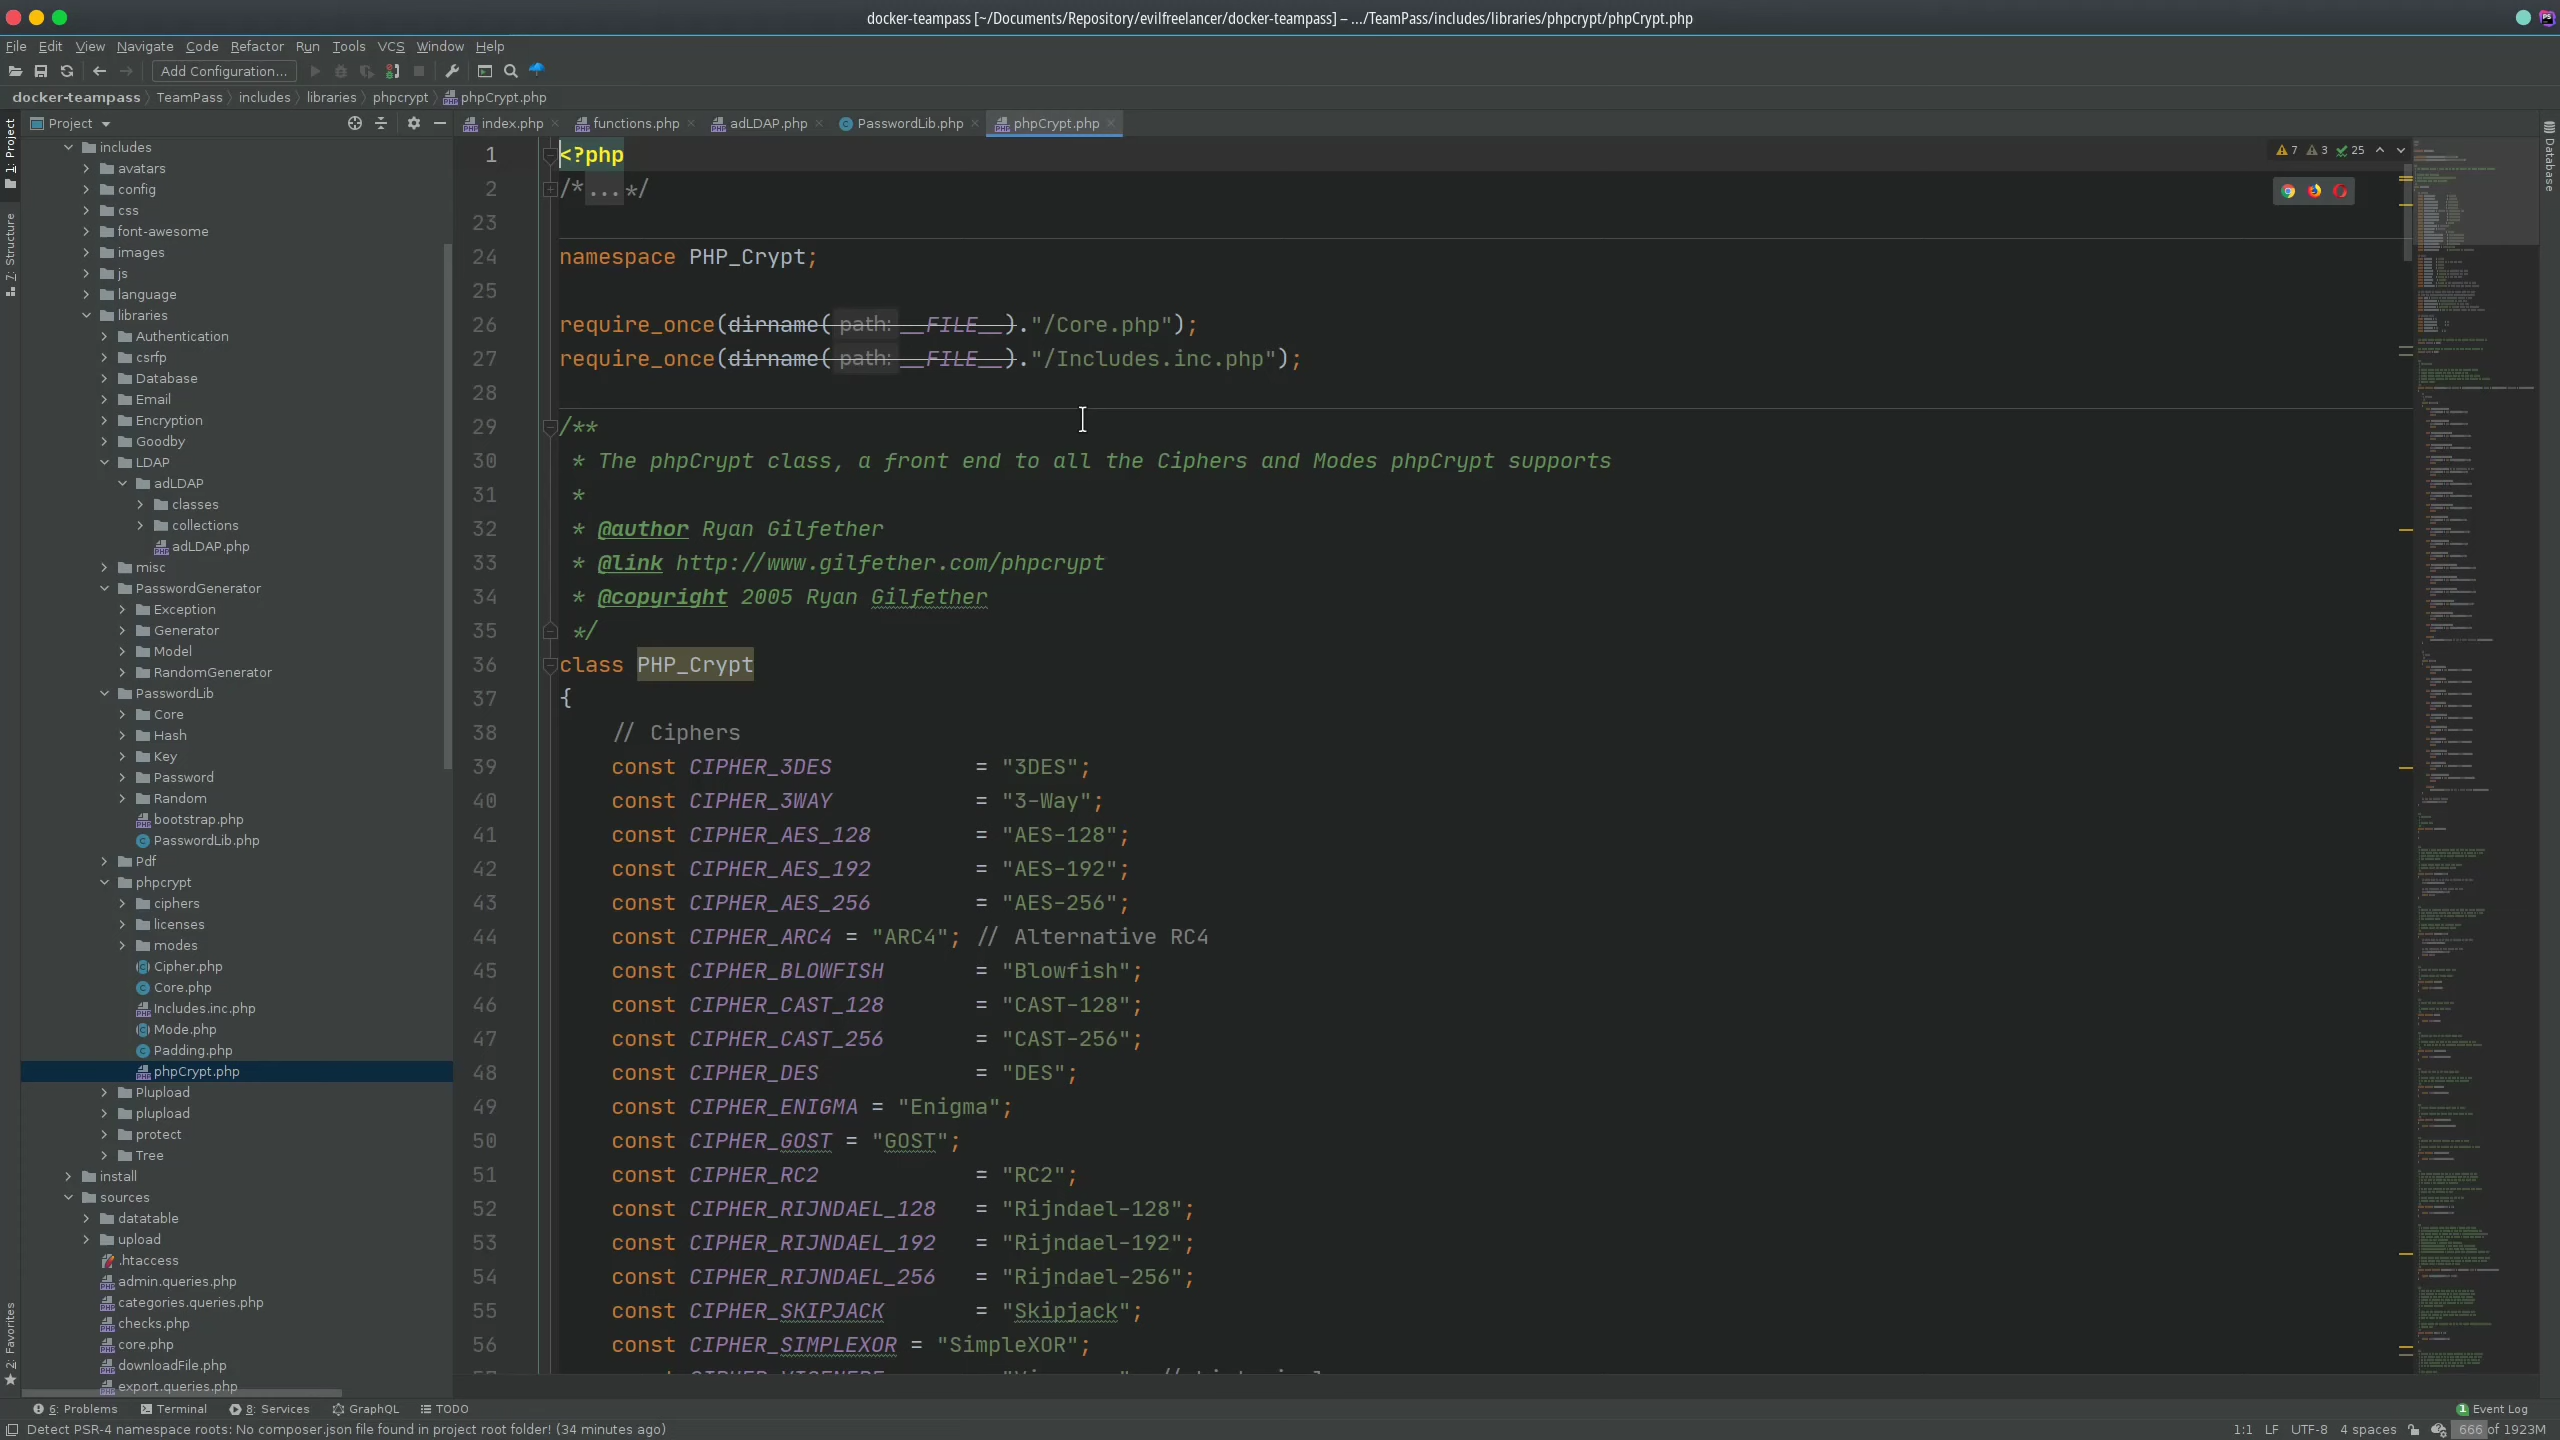 docker-teampass [~/Documents/Repository/evilfreelancer/docker-teampass] – .../TeamPass/includes/libraries/phpcrypt/phpCrypt.php
File Edit View Navigate Code Refactor Run Tools VCS Window Help
Add Configuration...
docker-teampass TeamPass includes libraries phpcrypt phpCrypt.php
Project
index.php functions.php adLDAP.php PasswordLib.php phpCrypt.php
1: Project
7: Structure
2: Favorites
Database
includes
avatars
config
css
font-awesome
images
js
language
libraries
Authentication
csrfp
Database
Email
Encryption
Goodby
LDAP
adLDAP
classes
collections
adLDAP.php
misc
PasswordGenerator
Exception
Generator
Model
RandomGenerator
PasswordLib
Core
Hash
Key
Password
Random
bootstrap.php
PasswordLib.php
Pdf
phpcrypt
ciphers
licenses
modes
Cipher.php
Core.php
Includes.inc.php
Mode.php
Padding.php
phpCrypt.php
Plupload
plupload
protect
Tree
install
sources
datatable
upload
.htaccess
admin.queries.php
categories.queries.php
checks.php
core.php
downloadFile.php
export.queries.php
7 3 25
1 <?php
2 /*...*/
23
24 namespace PHP_Crypt;
25
26 require_once(dirname( path: __FILE__)."/Core.php");
27 require_once(dirname( path: __FILE__)."/Includes.inc.php");
28
29 /**
30 * The phpCrypt class, a front end to all the Ciphers and Modes phpCrypt supports
31 *
32 * @author Ryan Gilfether
33 * @link http://www.gilfether.com/phpcrypt
34 * @copyright 2005 Ryan Gilfether
35 */
36 class PHP_Crypt
37 {
38 // Ciphers
39 const CIPHER_3DES = "3DES";
40 const CIPHER_3WAY = "3-Way";
41 const CIPHER_AES_128 = "AES-128";
42 const CIPHER_AES_192 = "AES-192";
43 const CIPHER_AES_256 = "AES-256";
44 const CIPHER_ARC4 = "ARC4"; // Alternative RC4
45 const CIPHER_BLOWFISH = "Blowfish";
46 const CIPHER_CAST_128 = "CAST-128";
47 const CIPHER_CAST_256 = "CAST-256";
48 const CIPHER_DES = "DES";
49 const CIPHER_ENIGMA = "Enigma";
50 const CIPHER_GOST = "GOST";
51 const CIPHER_RC2 = "RC2";
52 const CIPHER_RIJNDAEL_128 = "Rijndael-128";
53 const CIPHER_RIJNDAEL_192 = "Rijndael-192";
54 const CIPHER_RIJNDAEL_256 = "Rijndael-256";
55 const CIPHER_SKIPJACK = "Skipjack";
56 const CIPHER_SIMPLEXOR = "SimpleXOR";
6: Problems Terminal 8: Services GraphQL TODO
1 Event Log
Detect PSR-4 namespace roots: No composer.json file found in project root folder! (34 minutes ago)
1:1 LF UTF-8 4 spaces 666 of 1923M